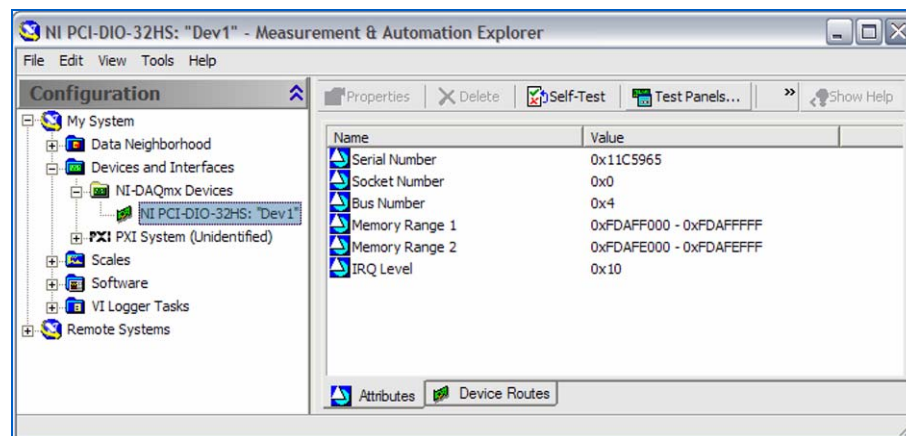 NI PCI-DIO-32HS: "Dev1" - Measurement & Automation Explorer
File Edit View Tools Help
Configuration
My System
Data Neighborhood
Devices and Interfaces
NI-DAQmx Devices
NI PCI-DIO-32HS: "Dev1"
PXI PXI System (Unidentified)
Scales
Software
VI Logger Tasks
Remote Systems
Properties Delete Self-Test Test Panels... » Show Help
Name Value
Serial Number 0x11C5965
Socket Number 0x0
Bus Number 0x4
Memory Range 1 0xFDAFF000 - 0xFDAFFFFF
Memory Range 2 0xFDAFE000 - 0xFDAFEFFF
IRQ Level 0x10
Attributes Device Routes